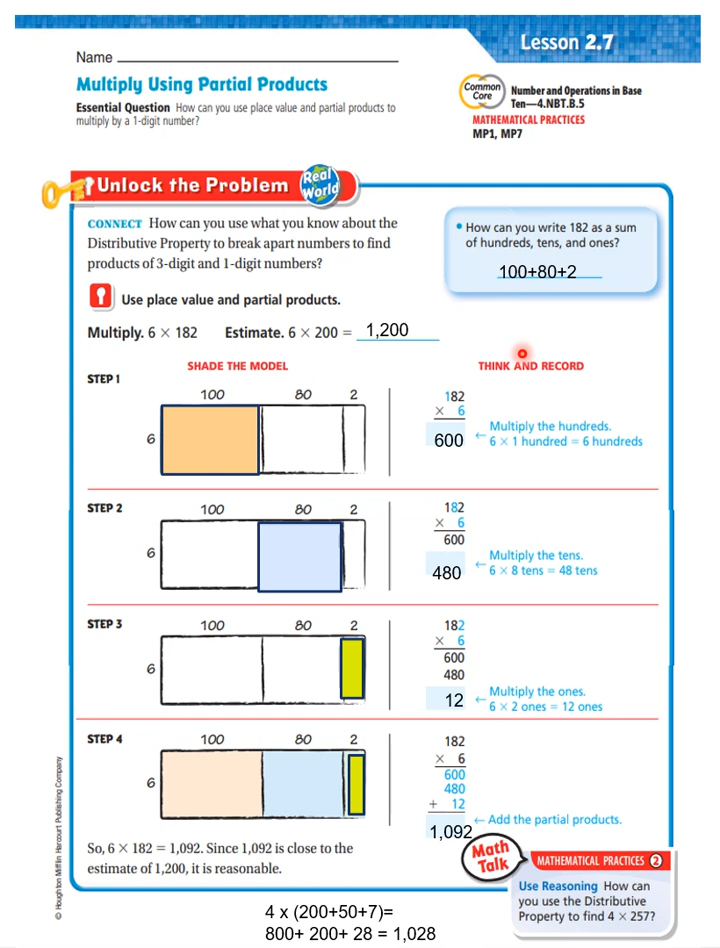 Lesson 2.7
Name
Multiply Using Partial Products
Essential Question How can you use place value and partial products to
multiply by a 1-digit number?
Common
Core
Number and Operations in Base
Ten—4.NBT.B.5
MATHEMATICAL PRACTICES
MP1, MP7
Unlock the Problem
Real
World
CONNECT How can you use what you know about the
Distributive Property to break apart numbers to find
products of 3-digit and 1-digit numbers?
• How can you write 182 as a sum
of hundreds, tens, and ones?
100+80+2
Use place value and partial products.
Multiply. 6 × 182 Estimate. 6 × 200 = 1,200
SHADE THE MODEL
THINK AND RECORD
STEP 1
100 80 2
6
182
× 6
600
← Multiply the hundreds.
6 × 1 hundred = 6 hundreds
STEP 2
100 80 2
6
182
× 6
600
480
← Multiply the tens.
6 × 8 tens = 48 tens
STEP 3
100 80 2
6
182
× 6
600
480
12
← Multiply the ones.
6 × 2 ones = 12 ones
STEP 4
100 80 2
6
182
× 6
600
480
+ 12
1,092
← Add the partial products.
So, 6 × 182 = 1,092. Since 1,092 is close to the
estimate of 1,200, it is reasonable.
Math
Talk
MATHEMATICAL PRACTICES 2
Use Reasoning How can
you use the Distributive
Property to find 4 × 257?
4 x (200+50+7)=
800+ 200+ 28 = 1,028
© Houghton Mifflin Harcourt Publishing Company